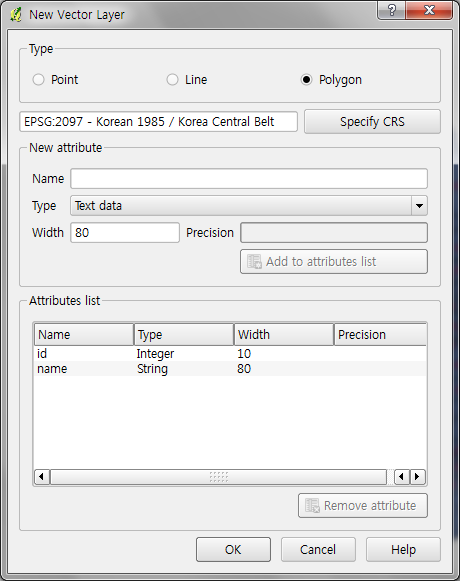 New Vector Layer
Type
Point Line Polygon
EPSG:2097 - Korean 1985 / Korea Central Belt Specify CRS
New attribute
Name
Type Text data
Width 80 Precision
Add to attributes list
Attributes list
Name Type Width Precision
id Integer 10
name String 80
Remove attribute
OK Cancel Help